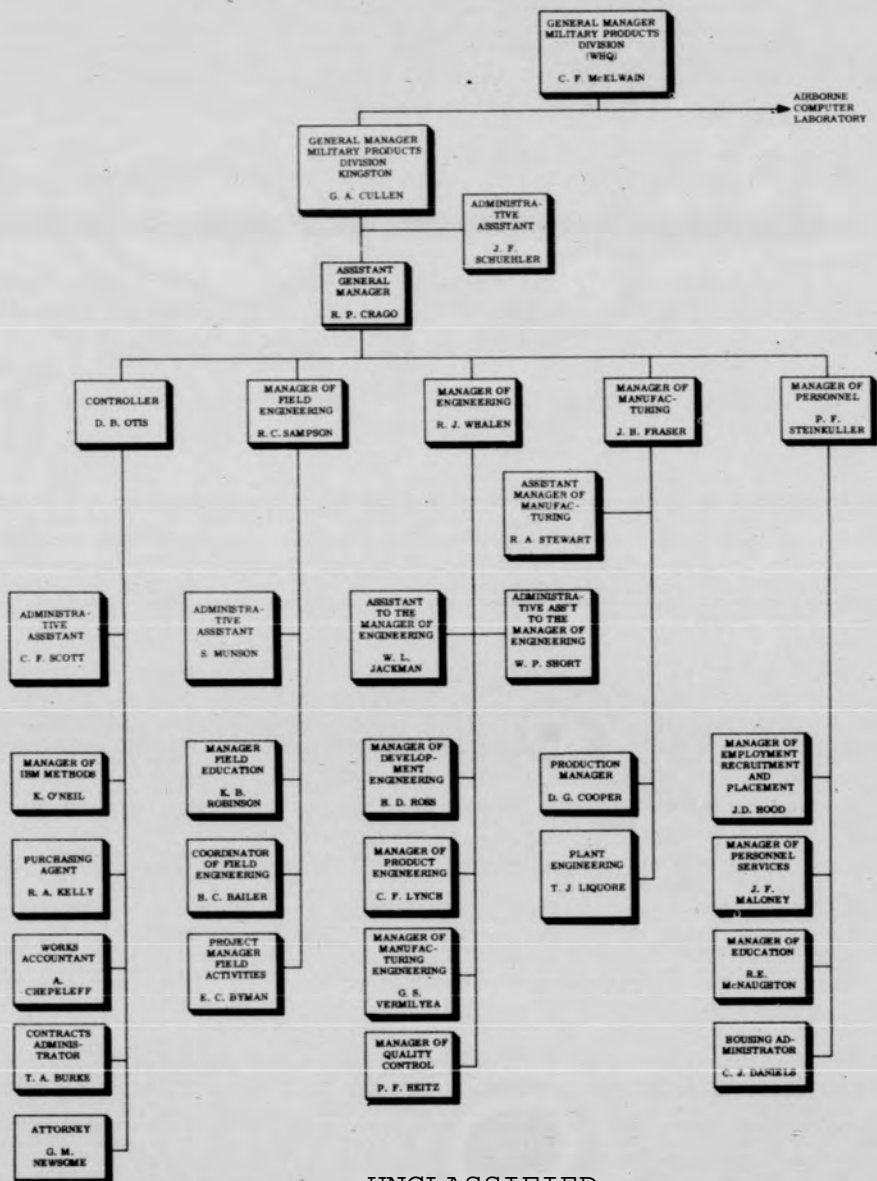 GENERAL MANAGER
MILITARY PRODUCTS
DIVISION
(WHQ)
C. F. McELWAIN
AIRBORNE
COMPUTER
LABORATORY
GENERAL MANAGER
MILITARY PRODUCTS
DIVISION
KINGSTON
G. A. CULLEN
ADMINISTRA-
TIVE
ASSISTANT
J. F.
SCHUEHLER
ASSISTANT
GENERAL
MANAGER
R. P. CRAGO
CONTROLLER
D. B. OTIS
MANAGER OF
FIELD
ENGINEERING
R. C. SAMPSON
MANAGER OF
ENGINEERING
R. J. WHALEN
MANAGER OF
MANUFAC-
TURING
J. B. FRASER
MANAGER OF
PERSONNEL
P. F.
STEINKULLER
ASSISTANT
MANAGER OF
MANUFAC-
TURING
R. A. STEWART
ADMINISTRA-
TIVE
ASSISTANT
C. F. SCOTT
ADMINISTRA-
TIVE
ASSISTANT
S. MUNSON
ASSISTANT
TO THE
MANAGER OF
ENGINEERING
W. L.
JACKMAN
ADMINISTRA-
TIVE ASS'T
TO THE
MANAGER OF
ENGINEERING
W. P. SHORT
MANAGER OF
IBM METHODS
K. O'NEIL
MANAGER
FIELD
EDUCATION
K. B.
ROBINSON
MANAGER OF
DEVELOP-
MENT
ENGINEERING
H. D. ROSS
PRODUCTION
MANAGER
D. G. COOPER
MANAGER OF
EMPLOYMENT
RECRUITMENT
AND
PLACEMENT
J.D. HOOD
PURCHASING
AGENT
R. A. KELLY
COORDINATOR
OF FIELD
ENGINEERING
H. C. BAILER
MANAGER OF
PRODUCT
ENGINEERING
C. F. LYNCH
PLANT
ENGINEERING
T. J. LIQUORE
MANAGER OF
PERSONNEL
SERVICES
J. F.
MALONEY
WORKS
ACCOUNTANT
A.
CHEPELEFF
PROJECT
MANAGER
FIELD
ACTIVITIES
E. C. BYMAN
MANAGER OF
MANUFAC-
TURING
ENGINEERING
G. S.
VERMILYEA
MANAGER OF
EDUCATION
R.E.
McNAUGHTON
CONTRACTS
ADMINIS-
TRATOR
T. A. BURKE
MANAGER OF
QUALITY
CONTROL
P. F. HEITZ
HOUSING AD-
MINISTRATOR
C. J. DANIELS
ATTORNEY
G. M.
NEWSOME
UNCLASSIFIED